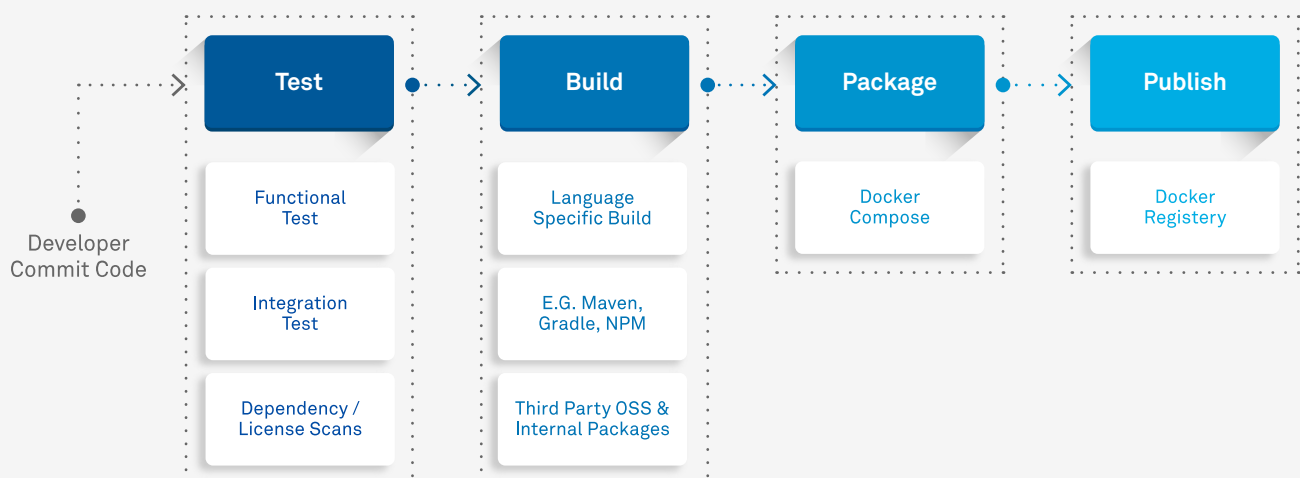 Test
Build
Package
Publish
Functional
Test
Language
Specific Build
Docker
Compose
Docker
Registery
Developer
Commit Code
Integration
Test
E.G. Maven,
Gradle, NPM
Dependency /
License Scans
Third Party OSS &
Internal Packages